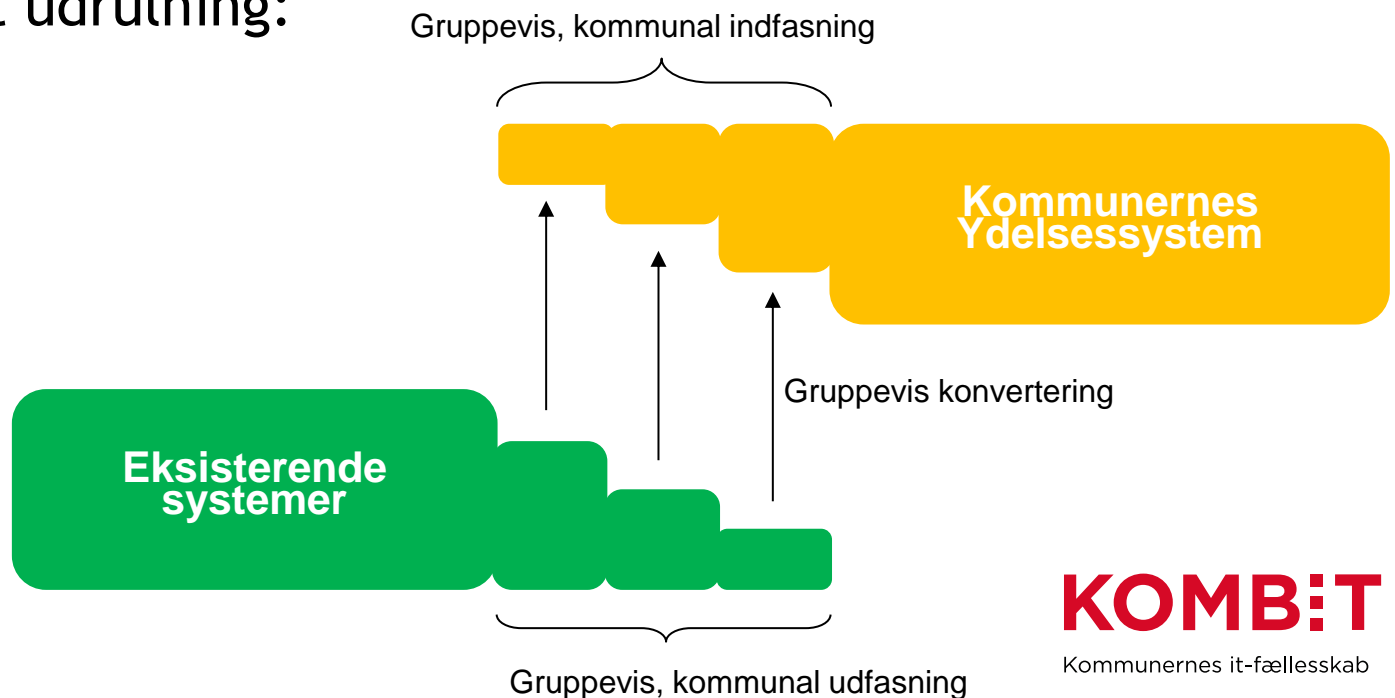 udrulning:
Gruppevis, kommunal indfasning
Kommunernes
Ydelsessystem
Gruppevis konvertering
Eksisterende
systemer
KOMBIT
Kommunernes it-fællesskab
Gruppevis, kommunal udfasning